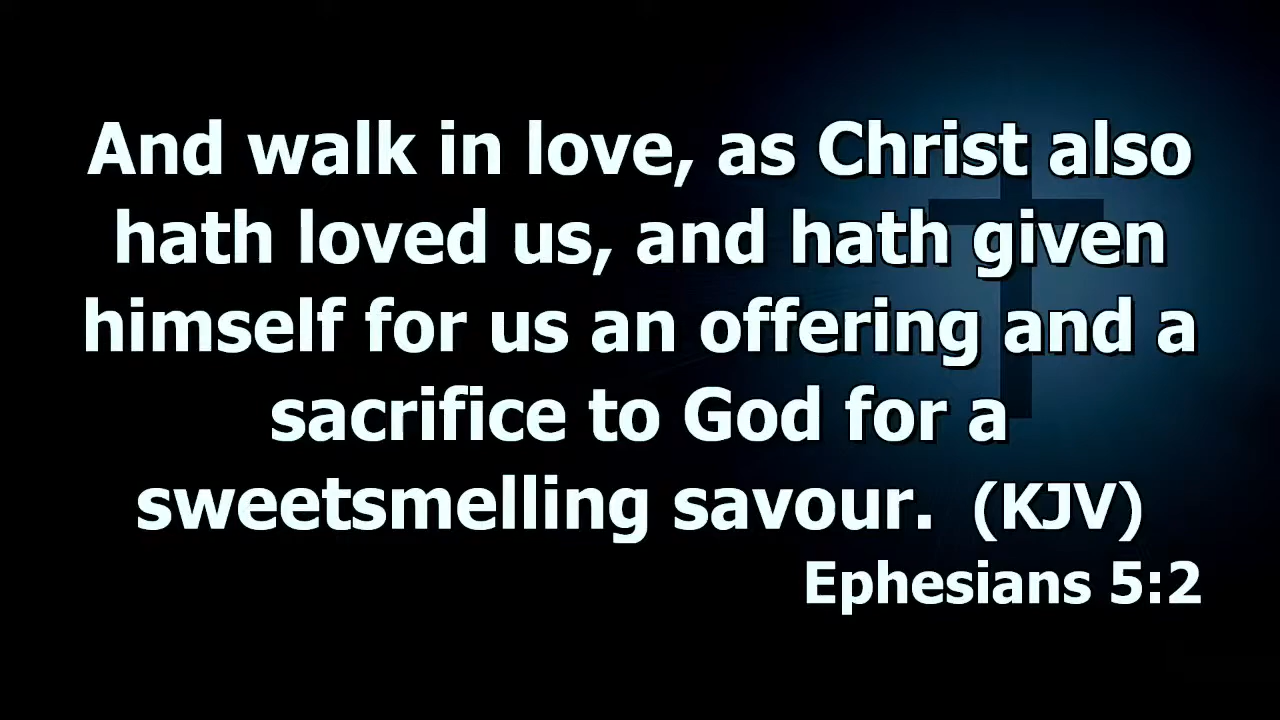 And walk in love, as Christ also
hath loved us, and hath given
himself for us an offering and a
sacrifice to God for a
sweetsmelling savour. (KJV)
Ephesians 5:2